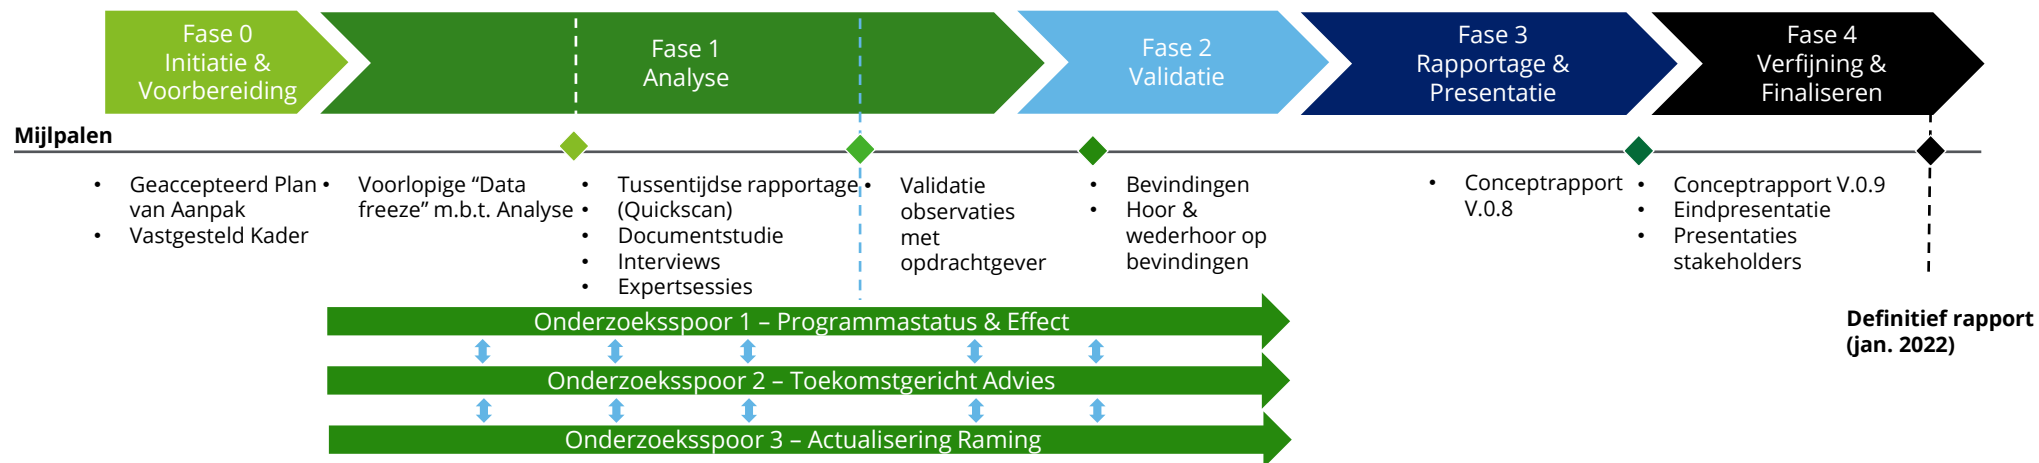 Fase 0
Initiatie &
Voorbereiding
Fase 1
Analyse
Fase 2
Validatie
Fase 3
Rapportage &
Presentatie
Fase 4
Verfijning &
Finaliseren
Mijlpalen
• Geaccepteerd Plan
van Aanpak
• Vastgesteld Kader
• Voorlopige “Data
freeze” m.b.t. Analyse
• Tussentijdse rapportage
• (Quickscan)
• Documentstudie
• Interviews
• Expertsessies
• Validatie
observaties
met
opdrachtgever
• Bevindingen
• Hoor &
wederhoor op
bevindingen
• Conceptrapport
V.0.8
• Conceptrapport V.0.9
• Eindpresentatie
• Presentaties
stakeholders
Onderzoeksspoor 1 – Programmastatus & Effect
Onderzoeksspoor 2 – Toekomstgericht Advies
Onderzoeksspoor 3 – Actualisering Raming
Definitief rapport
(jan. 2022)